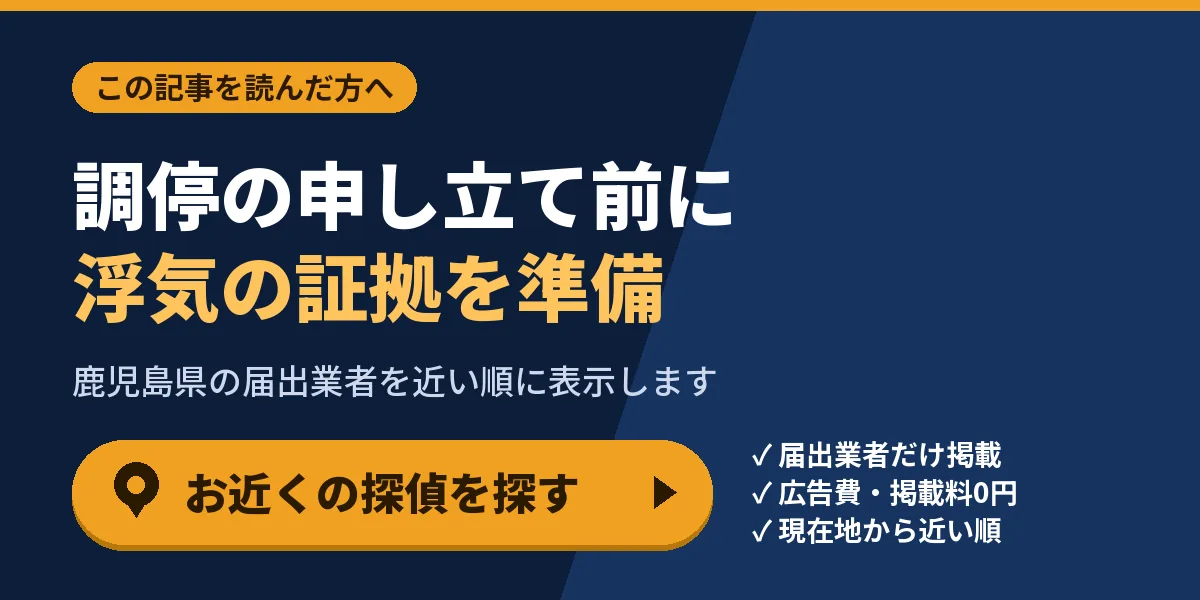 この記事を読んだ方へ
調停の申し立て前に
浮気の証拠を準備
鹿児島県の届出業者を近い順に表示します
お近くの探偵を探す
✓届出業者だけ掲載
✓広告費・掲載料0円
✓現在地から近い順